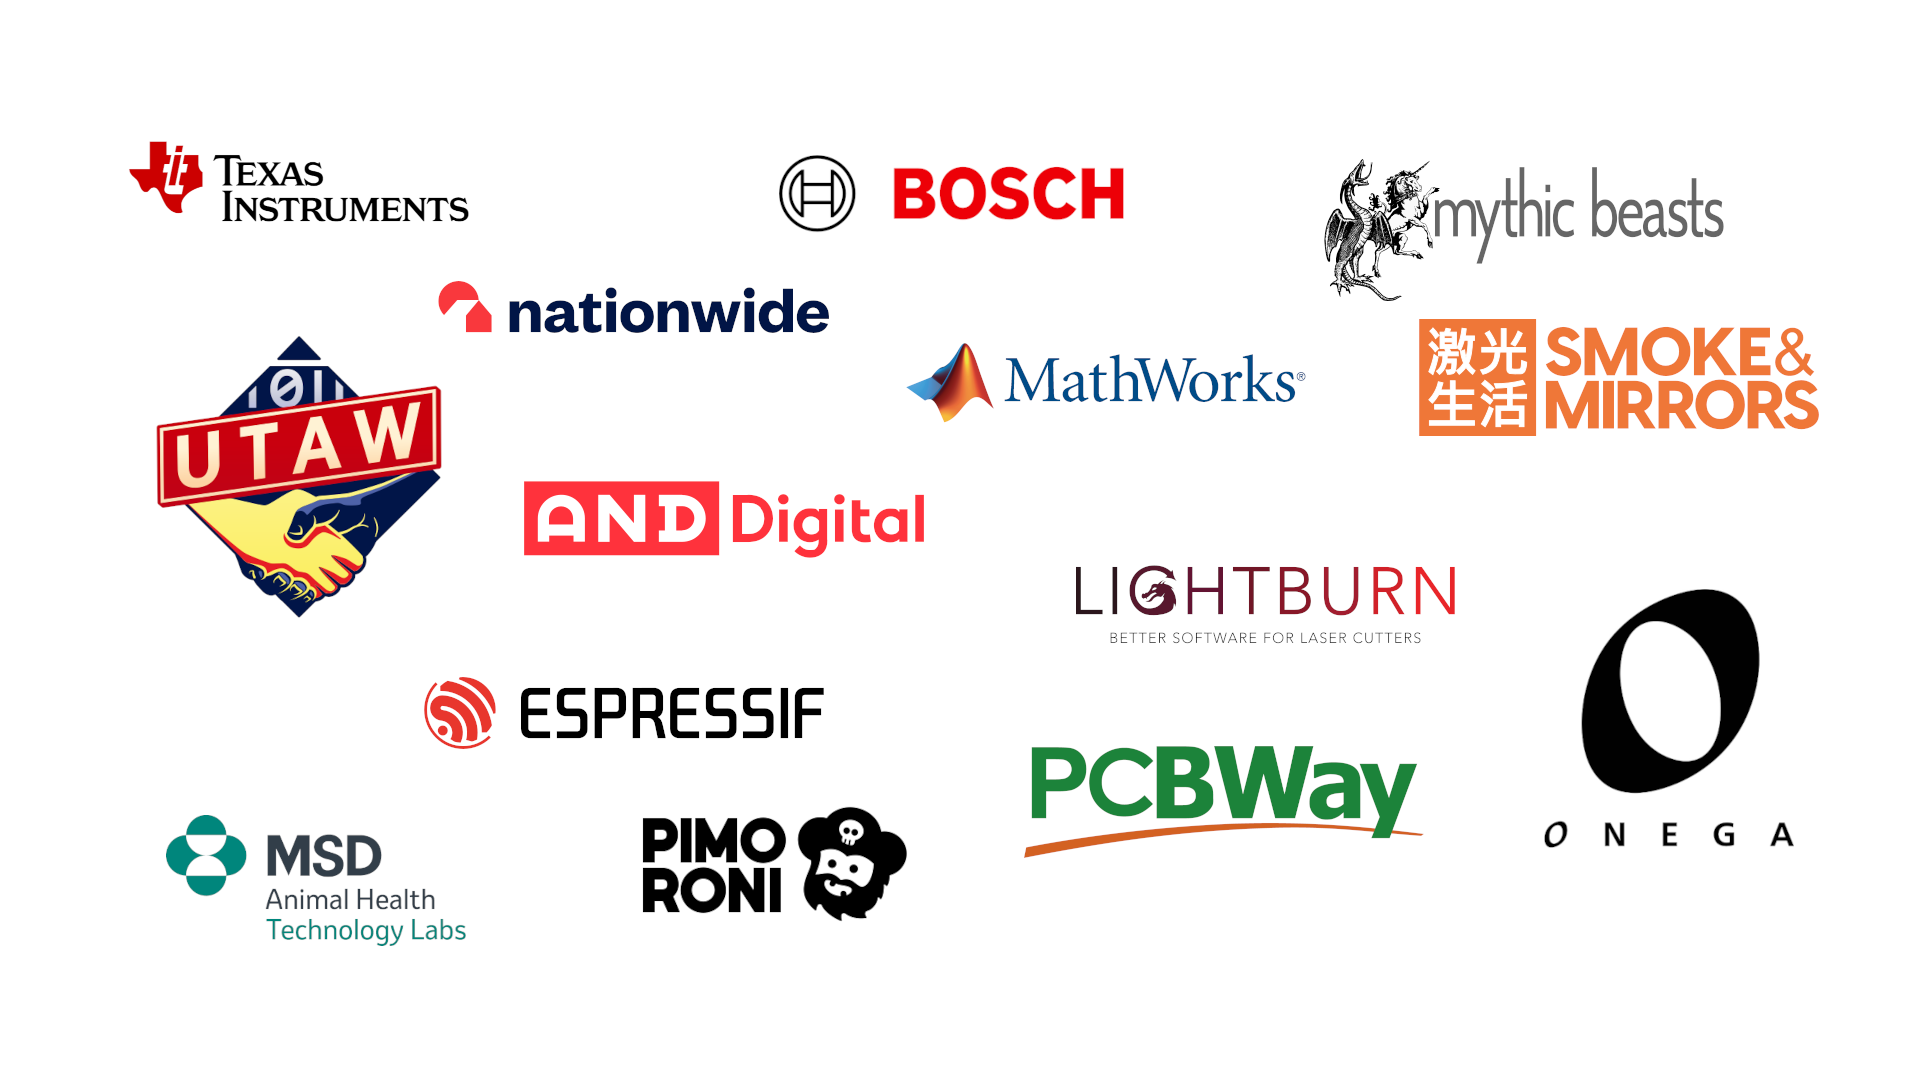 ti TEXAS
INSTRUMENTS
BOSCH
mythic beasts
nationwide
1011
UTAW
MathWorks®
激光
生活
SMOKE&
MIRRORS
AND Digital
LIGHTBURN
BETTER SOFTWARE FOR LASER CUTTERS
ESPRESSIF
PCBWay
ONEGA
MSD
Animal Health
Technology Labs
PIMO
RONI